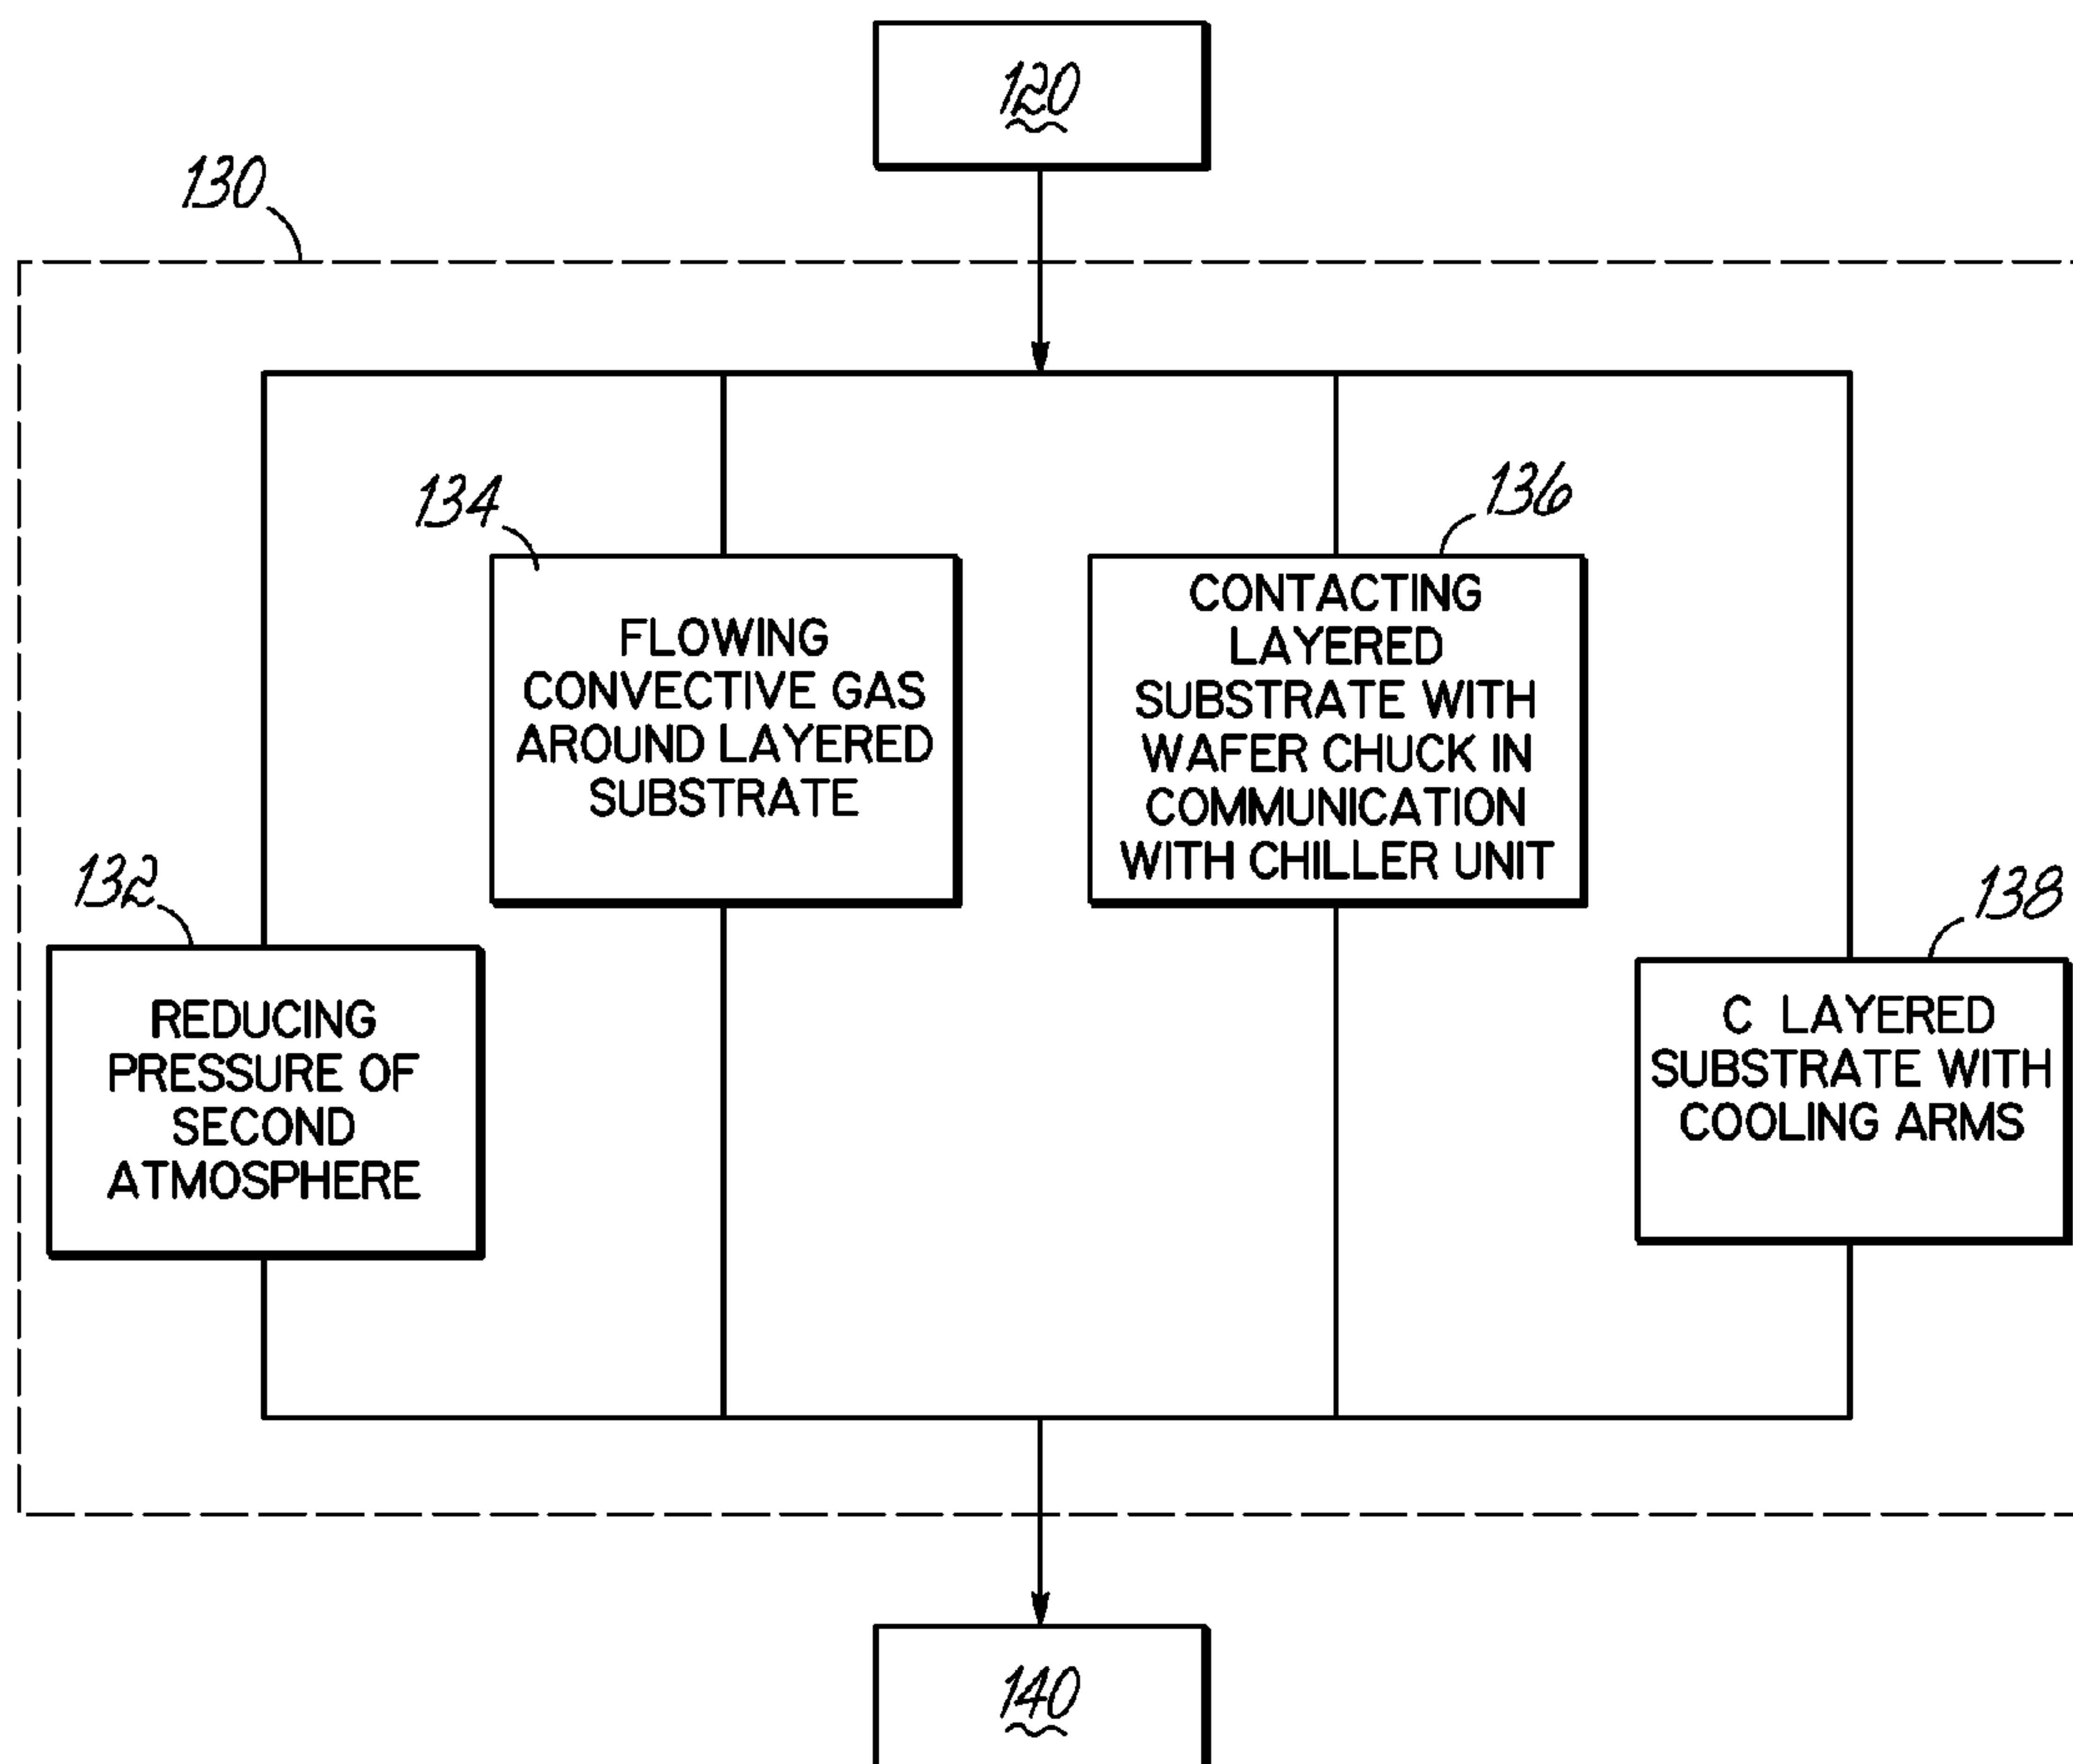 120
130
134
FLOWING
CONVECTIVE GAS
AROUND LAYERED
SUBSTRATE
136
CONTACTING
LAYERED
SUBSTRATE WITH
WAFER CHUCK IN
COMMUNICATION
WITH CHILLER UNIT
132
REDUCING
PRESSURE OF
SECOND
ATMOSPHERE
138
C LAYERED
SUBSTRATE WITH
COOLING ARMS
140